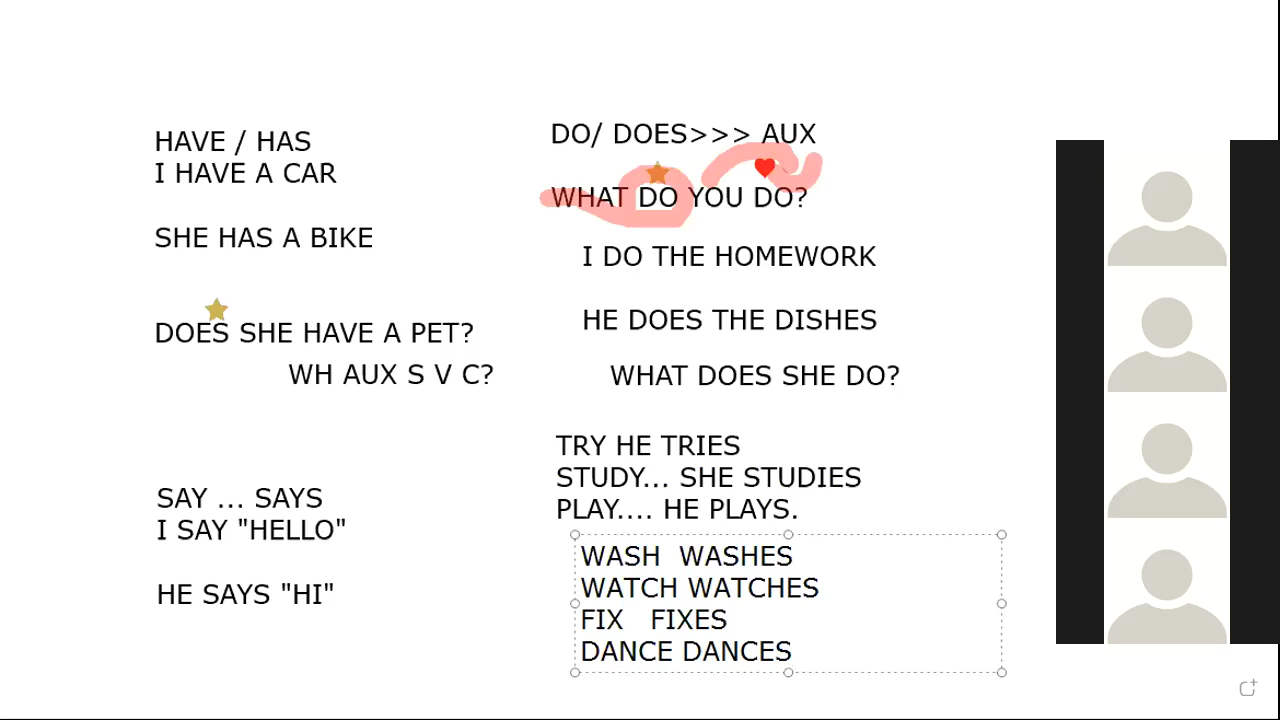 HAVE / HAS
I HAVE A CAR
SHE HAS A BIKE
DOES SHE HAVE A PET?
WH AUX S V C?
SAY ... SAYS
I SAY "HELLO"
HE SAYS "HI"
DO/ DOES>>> AUX
WHAT DO YOU DO?
I DO THE HOMEWORK
HE DOES THE DISHES
WHAT DOES SHE DO?
TRY HE TRIES
STUDY... SHE STUDIES
PLAY.... HE PLAYS.
WASH  WASHES
WATCH WATCHES
FIX   FIXES
DANCE DANCES